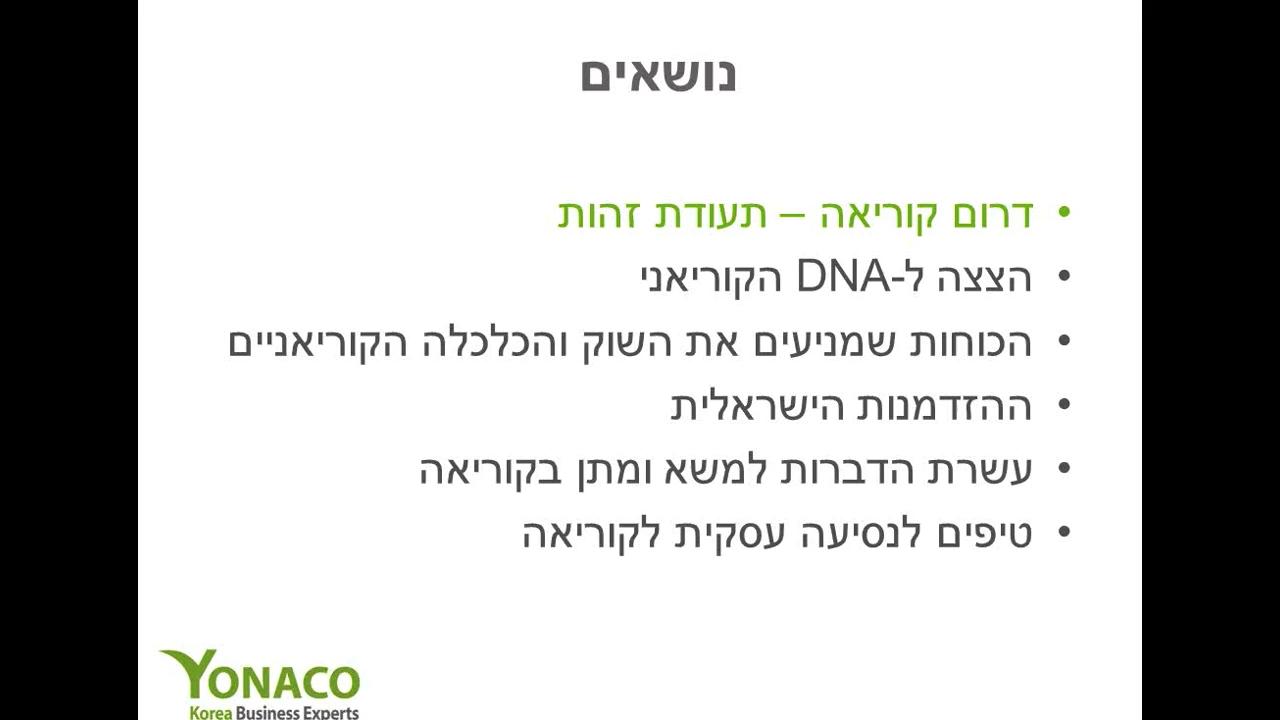 נושאים
• דרום קוריאה – תעודת זהות
• הצצה ל-DNA הקוריאני
• הכוחות שמניעים את השוק והכלכלה הקוריאניים
• ההזדמנות הישראלית
• עשרת הדברות למשא ומתן בקוריאה
• טיפים לנסיעה עסקית לקוריאה
YONACO
Korea Business Experts